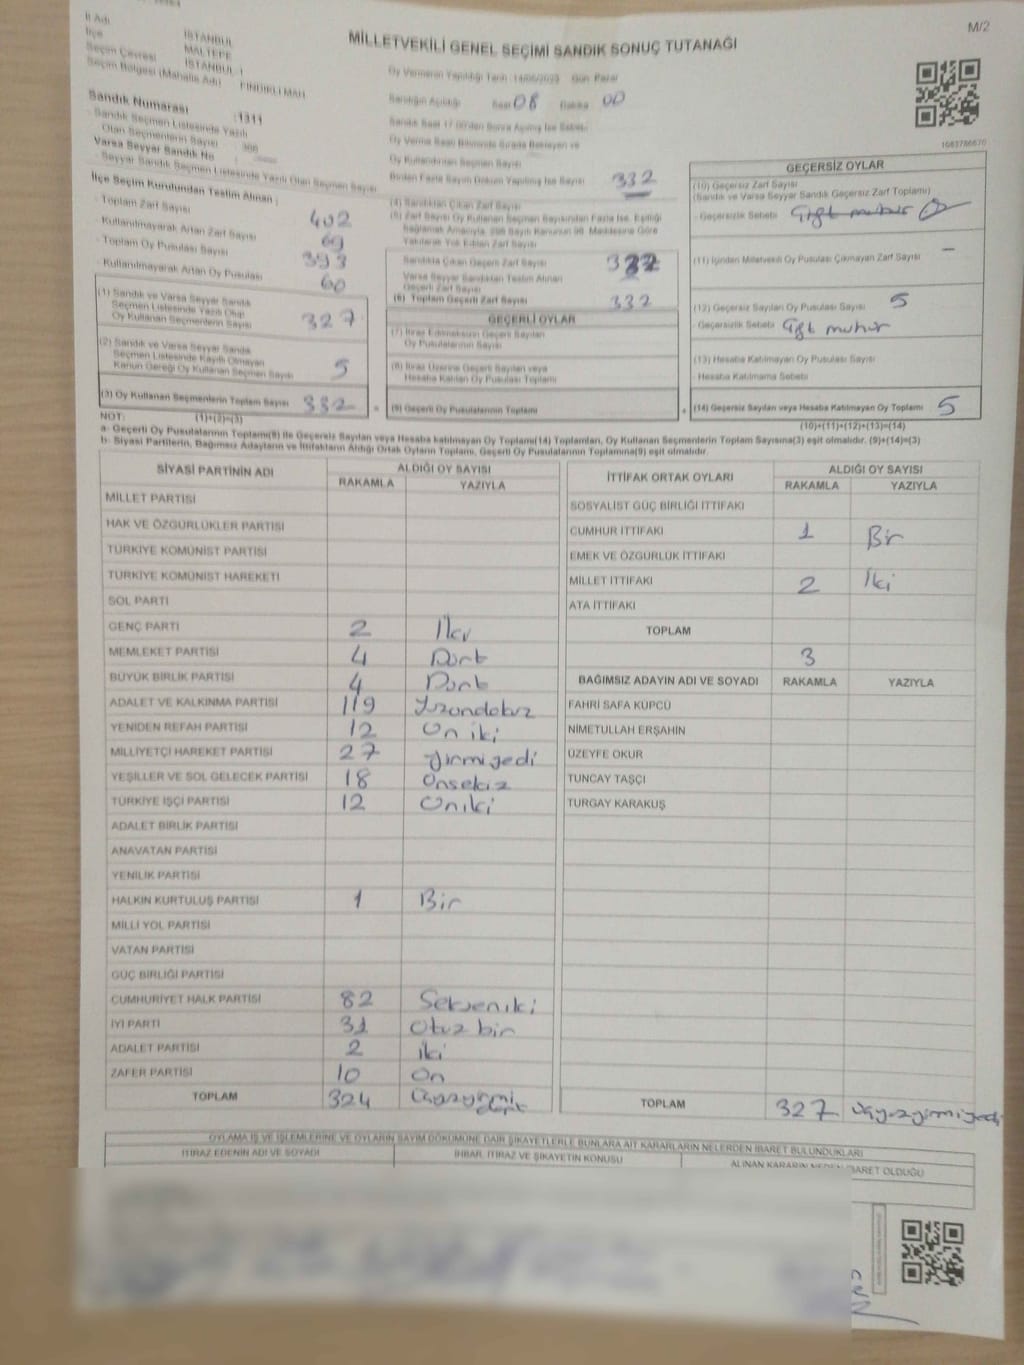 M/2
MİLLETVEKİLİ GENEL SEÇİMİ SANDIK SONUÇ TUTANAĞI
İl Adı İSTANBUL
İlçe MALTEPE
Seçim Çevresi İSTANBUL 1
Seçim Bölgesi (Mahalle Adı) FINDIKLI MAH
Sandık Numarası :1311
Sandık Seçmen Listesinde Yazılı
Olan Seçmenlerin Sayısı
Varsa Seyyar Sandık No
Seyyar Sandık Seçmen Listesinde Yazılı Olan Seçmen Sayısı
İlçe Seçim Kurulundan Teslim Alınan :
Toplam Zarf Sayısı 402
Kullanılmayarak Artan Zarf Sayısı 69
Toplam Oy Pusulası Sayısı 393
Kullanılmayarak Artan Oy Pusulası 60
(1) Sandık ve Varsa Seyyar Sandık
Seçmen Listesinde Yazılı Olup
Oy Kullanan Seçmenlerin Sayısı 327
(2) Sandık ve Varsa Seyyar Sandık
Seçmen Listesinde Kayıtlı Olmayan
Kanun Gereği Oy Kullanan Seçmen Sayısı 5
(3) Oy Kullanan Seçmenlerin Toplam Sayısı 332
Oy Vermenin Yapıldığı Tarih :14/05/2023 Gün Pazar
Sandığın Açıldığı Saat 08 Dakika 00
Sandık Saat 17.00'den Sonra Açılmış İse Sebebi
Oy Verme Saati Bitiminde Sırada Bekleyen ve
Oy Kullandırılan Seçmen Sayısı
Birden Fazla Sayım Döküm Yapılmış İse Sayısı
332
(4) Sandıktan Çıkan Zarf Sayısı
(5) Zarf Sayısı Oy Kullanan Seçmen Sayısından Fazla İse, Eşitliği
Sağlamak Amacıyla, 298 Sayılı Kanunun 98. Maddesine Göre
Yakılarak Yok Edilen Zarf Sayısı
Sandıkta Çıkan Geçerli Zarf Sayısı
Varsa Seyyar Sandıktan Teslim Alınan
Geçerli Zarf Sayısı
(6) Toplam Geçerli Zarf Sayısı 332
GEÇERLİ OYLAR
(7) İtiraz Edilmeksizin Geçerli Sayılan
Oy Pusulalarının Sayısı
(8) İtiraz Üzerine Geçerli Sayılan veya
Hesaba Katılan Oy Pusulası Toplamı
= (9) Geçerli Oy Pusulalarının Toplamı +
1083786670
GEÇERSİZ OYLAR
(10) Geçersiz Zarf Sayısı
(Sandık ve Varsa Seyyar Sandık Geçersiz Zarf Toplamı)
- Geçersizlik Sebebi Çift mühür
(11) İçinden Milletvekili Oy Pusulası Çıkmayan Zarf Sayısı –
(12) Geçersiz Sayılan Oy Pusulası Sayısı 5
- Geçersizlik Sebebi Çift mühür
(13) Hesaba Katılmayan Oy Pusulası Sayısı
- Hesaba Katılmama Sebebi
(14) Geçersiz Sayılan veya Hesaba Katılmayan Oy Toplamı 5
NOT: (1)+(2)=(3) (10)+(11)+(12)+(13)=(14)
a- Geçerli Oy Pusulalarının Toplamı(9) ile Geçersiz Sayılan veya Hesaba katılmayan Oy Toplamı(14) Toplamları, Oy Kullanan Seçmenlerin Toplam Sayısına(3) eşit olmalıdır. (9)+(14)=(3)
b- Siyasi Partilerin, Bağımsız Adayların ve İttifakların Aldığı Ortak Oyların Toplamı, Geçerli Oy Pusulalarının Toplamına(9) eşit olmalıdır.
SİYASİ PARTİNİN ADI ALDIĞI OY SAYISI
RAKAMLA YAZIYLA
MİLLET PARTİSİ
HAK VE ÖZGÜRLÜKLER PARTİSİ
TÜRKİYE KOMÜNİST PARTİSİ
TÜRKİYE KOMÜNİST HAREKETİ
SOL PARTİ
GENÇ PARTİ 2 İki
MEMLEKET PARTİSİ 4 Dört
BÜYÜK BİRLİK PARTİSİ 4 Dört
ADALET VE KALKINMA PARTİSİ 119 Yüzondokuz
YENİDEN REFAH PARTİSİ 12 On iki
MİLLİYETÇİ HAREKET PARTİSİ 27 yirmiyedi
YEŞİLLER VE SOL GELECEK PARTİSİ 18 Onsekiz
TÜRKİYE İŞÇİ PARTİSİ 12 Oniki
ADALET BİRLİK PARTİSİ
ANAVATAN PARTİSİ
YENİLİK PARTİSİ
HALKIN KURTULUŞ PARTİSİ 1 Bir
MİLLİ YOL PARTİSİ
VATAN PARTİSİ
GÜÇ BİRLİĞİ PARTİSİ
CUMHURİYET HALK PARTİSİ 82 Sekseniki
İYİ PARTİ 31 Otuz bir
ADALET PARTİSİ 2 iki
ZAFER PARTİSİ 10 On
TOPLAM 324 Üçyüzyirmi dört
İTTİFAK ORTAK OYLARI ALDIĞI OY SAYISI
RAKAMLA YAZIYLA
SOSYALİST GÜÇ BİRLİĞİ İTTİFAKI
CUMHUR İTTİFAKI 1 Bir
EMEK VE ÖZGÜRLÜK İTTİFAKI
MİLLET İTTİFAKI 2 İki
ATA İTTİFAKI
TOPLAM
3
BAĞIMSIZ ADAYIN ADI VE SOYADI RAKAMLA YAZIYLA
FAHRİ SAFA KÜPCÜ
NİMETULLAH ERŞAHİN
ÜZEYFE OKUR
TUNCAY TAŞÇI
TURGAY KARAKUŞ
TOPLAM 327 üçyüzyirmiyedi
OYLAMA İŞ VE İŞLEMLERİNE VE OYLARIN SAYIM DÖKÜMÜNE DAİR ŞİKAYETLERLE BUNLARA AİT KARARLARIN NELERDEN İBARET BULUNDUKLARI
İTİRAZ EDENİN ADI VE SOYADI İHBAR, İTİRAZ VE ŞİKAYETİN KONUSU ALINAN KARARIN NEDEN İBARET OLDUĞU